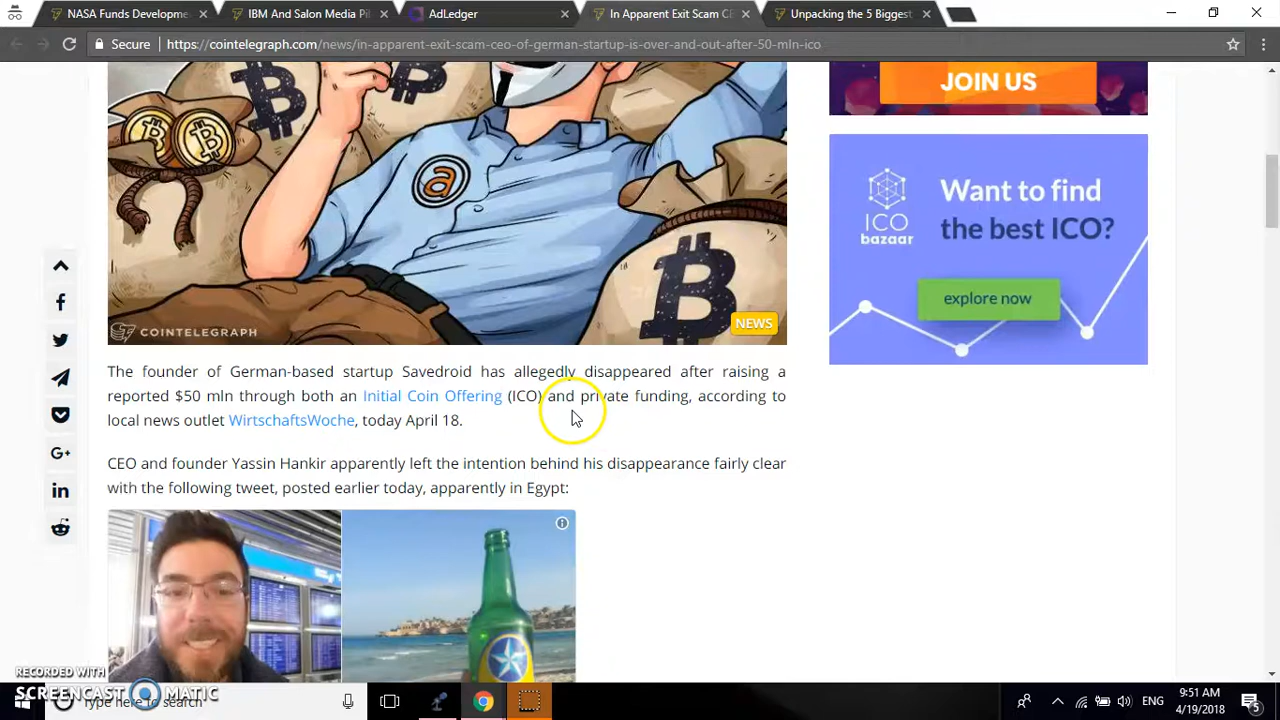 NASA Funds Developme
IBM And Salon Media Pi
AdLedger
In Apparent Exit Scam CE
Unpacking the 5 Biggest
Secure
https://cointelegraph.com/news/in-apparent-exit-scam-ceo-of-german-startup-is-over-and-out-after-50-mln-ico
JOIN US
a
COINTELEGRAPH
NEWS
ICO
bazaar
Want to find
the best ICO?
explore now
The founder of German-based startup Savedroid has allegedly disappeared after raising a
reported $50 mln through both an Initial Coin Offering (ICO) and private funding, according to
local news outlet WirtschaftsWoche, today April 18.
CEO and founder Yassin Hankir apparently left the intention behind his disappearance fairly clear
with the following tweet, posted earlier today, apparently in Egypt:
RECORDED WITH
SCREENCAST MATIC
Type here to search
ENG
9:51 AM
4/19/2018
5